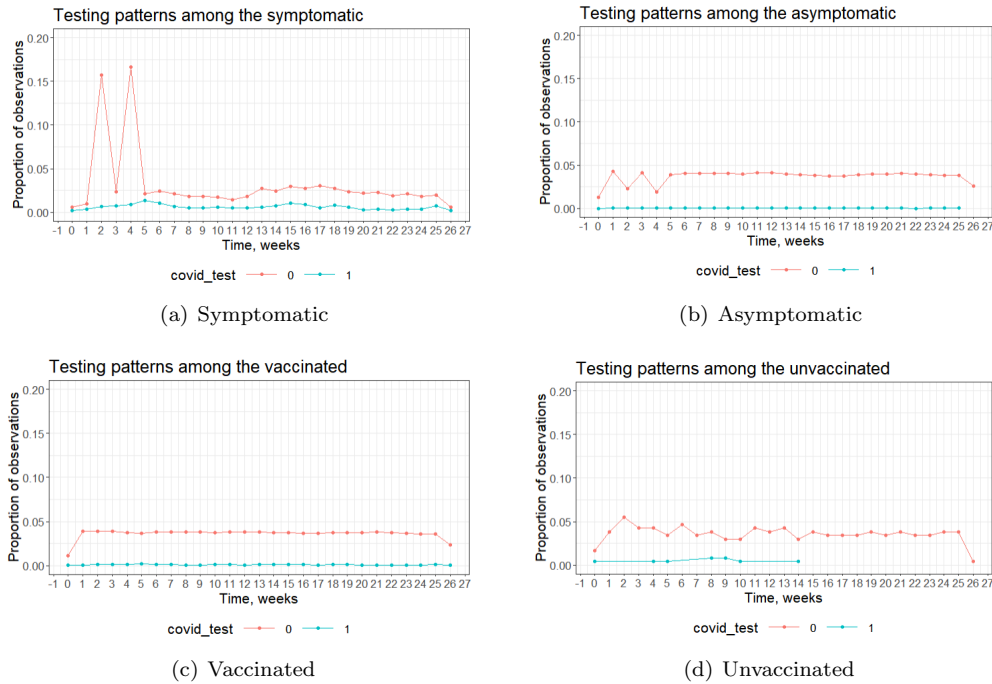 Testing patterns among the symptomatic
Proportion of observations
0.20
0.15
0.10
0.05
0.00
-1 0 1 2 3 4 5 6 7 8 9 10 11 12 13 14 15 16 17 18 19 20 21 22 23 24 25 26 27
Time, weeks
covid_test 0 1
(a) Symptomatic
Testing patterns among the asymptomatic
Proportion of observations
0.20
0.15
0.10
0.05
0.00
-1 0 1 2 3 4 5 6 7 8 9 10 11 12 13 14 15 16 17 18 19 20 21 22 23 24 25 26 27
Time, weeks
covid_test 0 1
(b) Asymptomatic
Testing patterns among the vaccinated
Proportion of observations
0.20
0.15
0.10
0.05
0.00
-1 0 1 2 3 4 5 6 7 8 9 10 11 12 13 14 15 16 17 18 19 20 21 22 23 24 25 26 27
Time, weeks
covid_test 0 1
(c) Vaccinated
Testing patterns among the unvaccinated
Proportion of observations
0.20
0.15
0.10
0.05
0.00
-1 0 1 2 3 4 5 6 7 8 9 10 11 12 13 14 15 16 17 18 19 20 21 22 23 24 25 26 27
Time, weeks
covid_test 0 1
(d) Unvaccinated